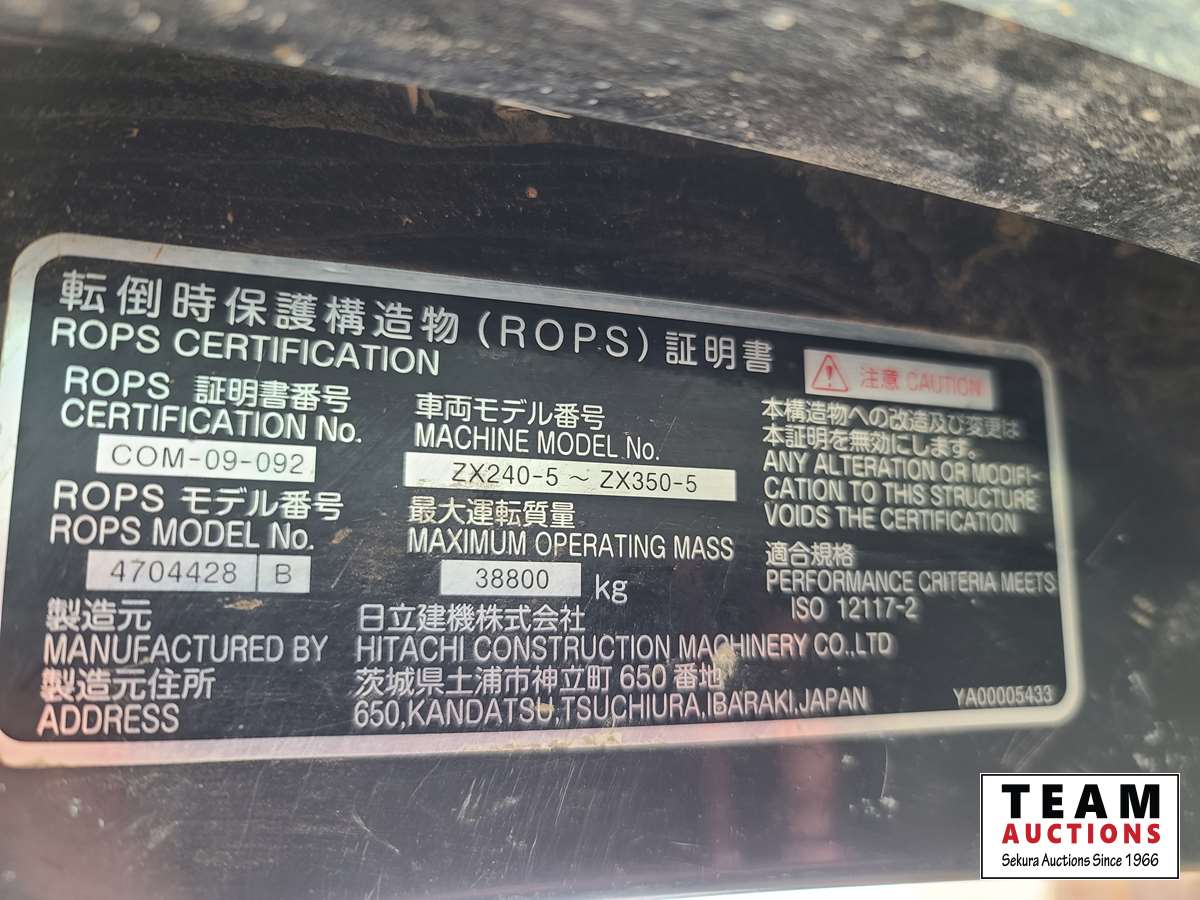 転倒時保護構造物(ROPS)証明書
ROPS CERTIFICATION
ROPS 証明書番号
CERTIFICATION No.
COM-09-092
ROPS モデル番号
ROPS MODEL No.
4704428 B
車両モデル番号
MACHINE MODEL No.
ZX240-5 ~ ZX350-5
最大運転質量
MAXIMUM OPERATING MASS
38800 kg
注意 CAUTION
本構造物への改造及び変更は
本証明を無効にします。
ANY ALTERATION OR MODIFI-
CATION TO THIS STRUCTURE
VOIDS THE CERTIFICATION
適合規格
PERFORMANCE CRITERIA MEETS
ISO 12117-2
製造元 日立建機株式会社
MANUFACTURED BY HITACHI CONSTRUCTION MACHINERY CO.,LTD
製造元住所 茨城県土浦市神立町 650 番地
ADDRESS 650,KANDATSU,TSUCHIURA,IBARAKI,JAPAN
YA00005433
TEAM
AUCTIONS
Sekura Auctions Since 1966